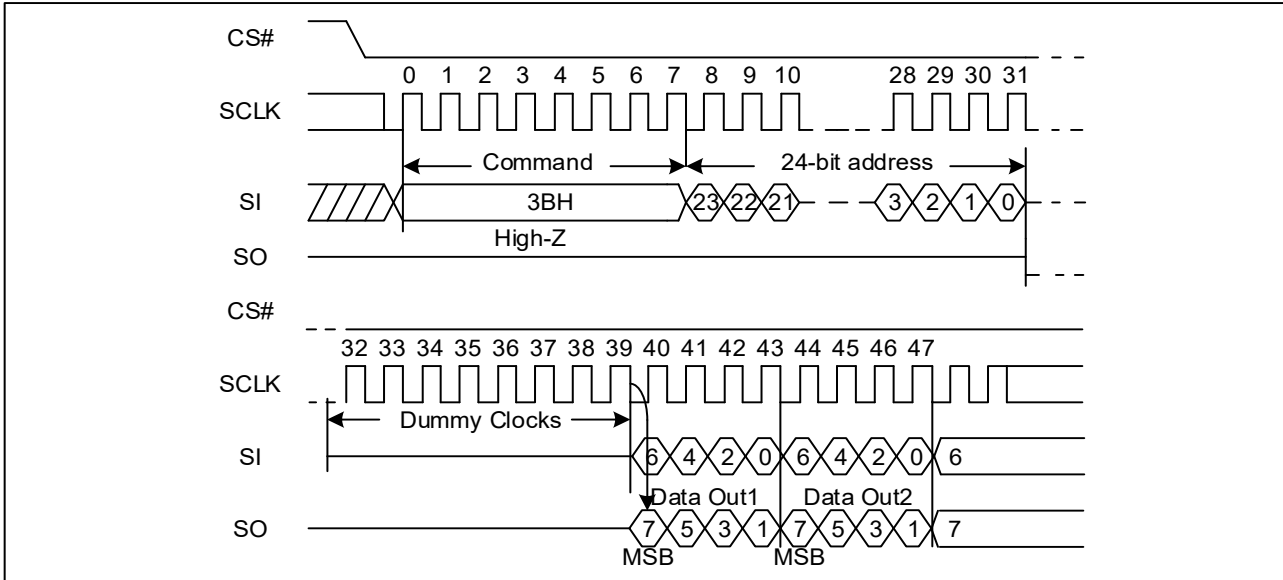 CS#
0 1 2 3 4 5 6 7 8 9 10 28 29 30 31
SCLK
Command 24-bit address
SI 3BH 23 22 21 3 2 1 0
High-Z
SO
CS#
32 33 34 35 36 37 38 39 40 41 42 43 44 45 46 47
SCLK
Dummy Clocks
SI 6 4 2 0 6 4 2 0 6
Data Out1 Data Out2
SO 7 5 3 1 7 5 3 1 7
MSB MSB